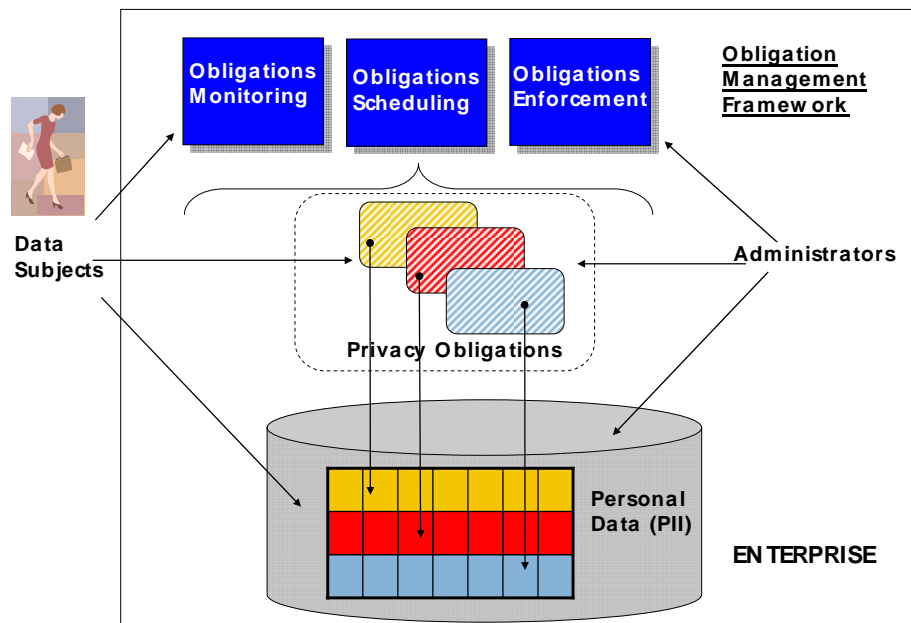 Obligations
Monitoring
Obligations
Scheduling
Obligations
Enforcement
Obligation
Management
Framework
Data
Subjects
Administrators
Privacy Obligations
Personal
Data (PII)
ENTERPRISE